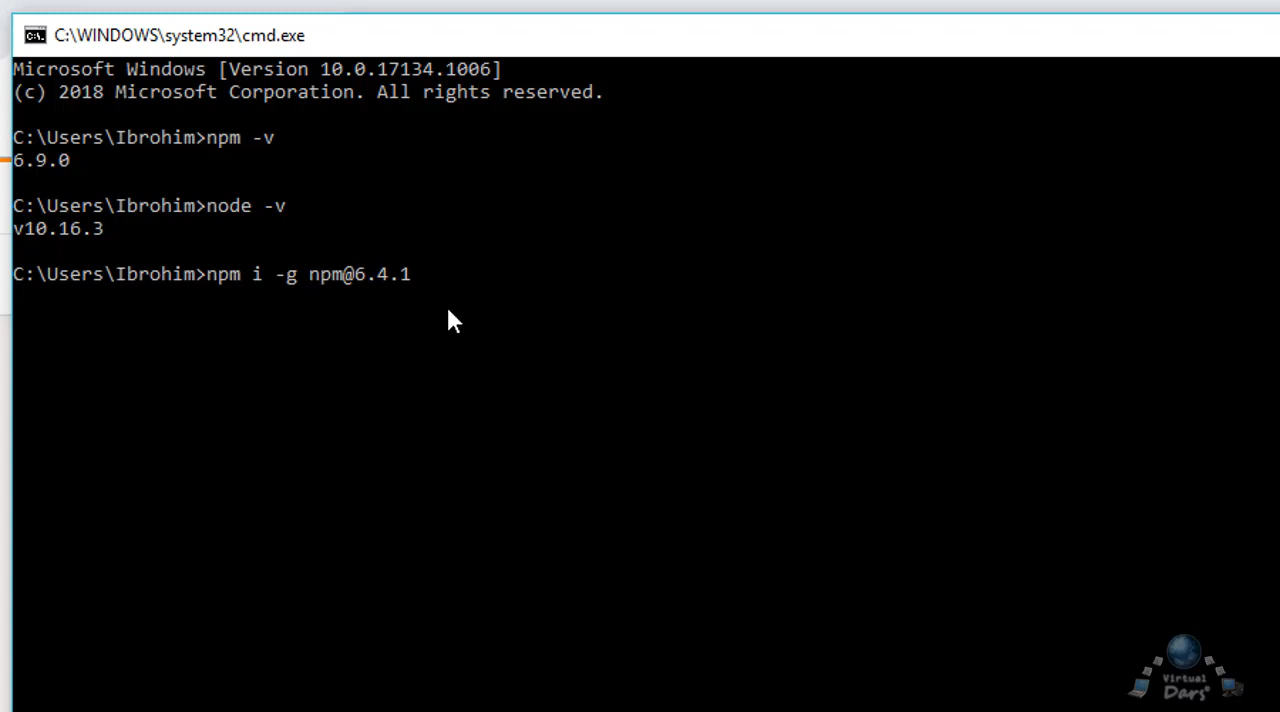 C:\WINDOWS\system32\cmd.exe
Microsoft Windows [Version 10.0.17134.1006]
(c) 2018 Microsoft Corporation. All rights reserved.
C:\Users\Ibrohim>npm -v
6.9.0
C:\Users\Ibrohim>node -v
v10.16.3
C:\Users\Ibrohim>npm i -g npm@6.4.1
Virtual
Dars